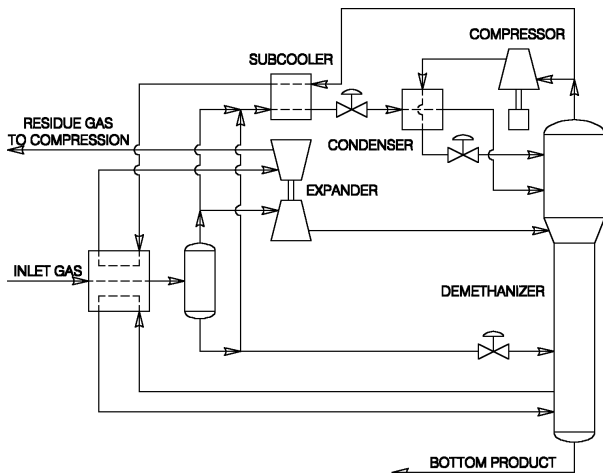 COMPRESSOR
SUBCOOLER
RESIDUE GAS
TO COMPRESSION
CONDENSER
EXPANDER
INLET GAS
DEMETHANIZER
BOTTOM PRODUCT